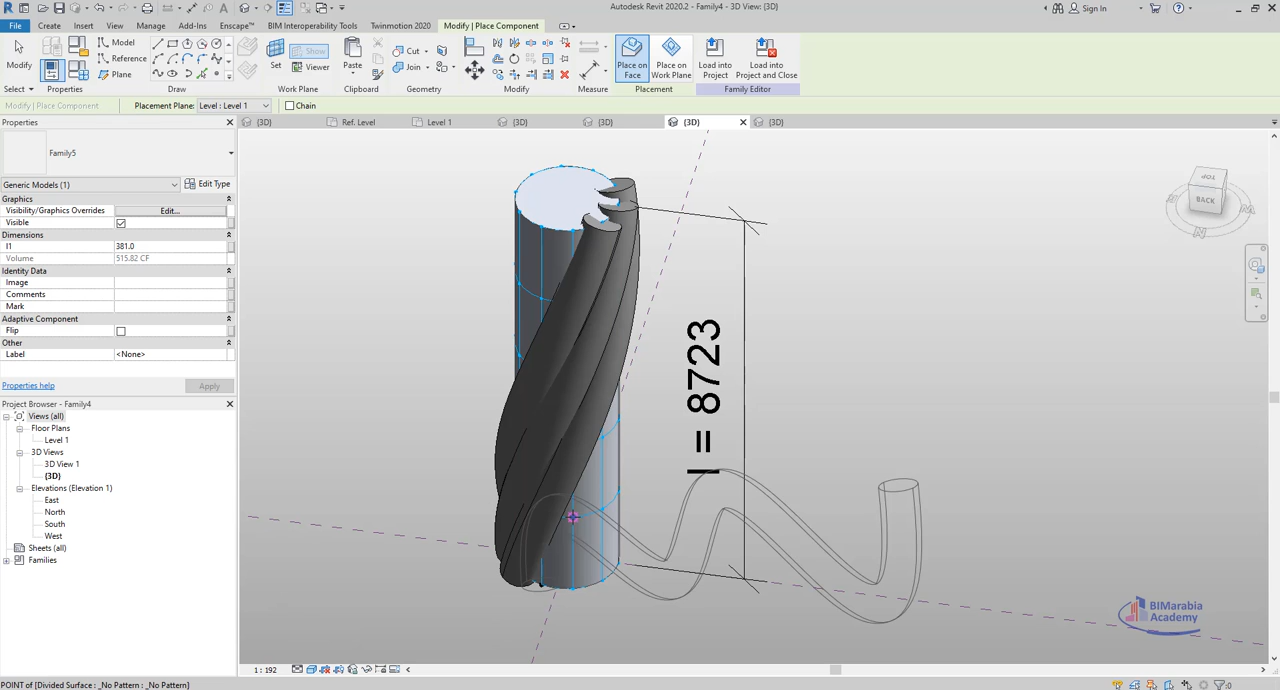 Autodesk Revit 2020.2 - Family4 - 3D View: {3D}
Sign In
File Create Insert View Manage Add-Ins Enscape™ BIM Interoperability Tools Twinmotion 2020 Modify | Place Component
Modify
Model
Reference
Plane
Set
Show
Viewer
Paste
Cut
Join
Place on Face
Place on Work Plane
Load into Project
Load into Project and Close
Select Properties Draw Work Plane Clipboard Geometry Modify Measure Placement Family Editor
Modify | Place Component Placement Plane: Level : Level 1 Chain
Properties
{3D} Ref. Level Level 1 {3D} {3D} {3D} {3D}
Family5
Generic Models (1) Edit Type
Graphics
Visibility/Graphics Overrides Edit...
Visible
Dimensions
l1 381.0
Volume 515.82 CF
Identity Data
Image
Comments
Mark
Adaptive Component
Flip
Other
Label <None>
Properties help Apply
Project Browser - Family4
Views (all)
Floor Plans
Level 1
3D Views
3D View 1
{3D}
Elevations (Elevation 1)
East
North
South
West
Sheets (all)
Families
l = 8723
TOP
BACK
BIMarabia
Academy
1 : 192
POINT of {Divided Surface : _No Pattern : _No Pattern}
:0